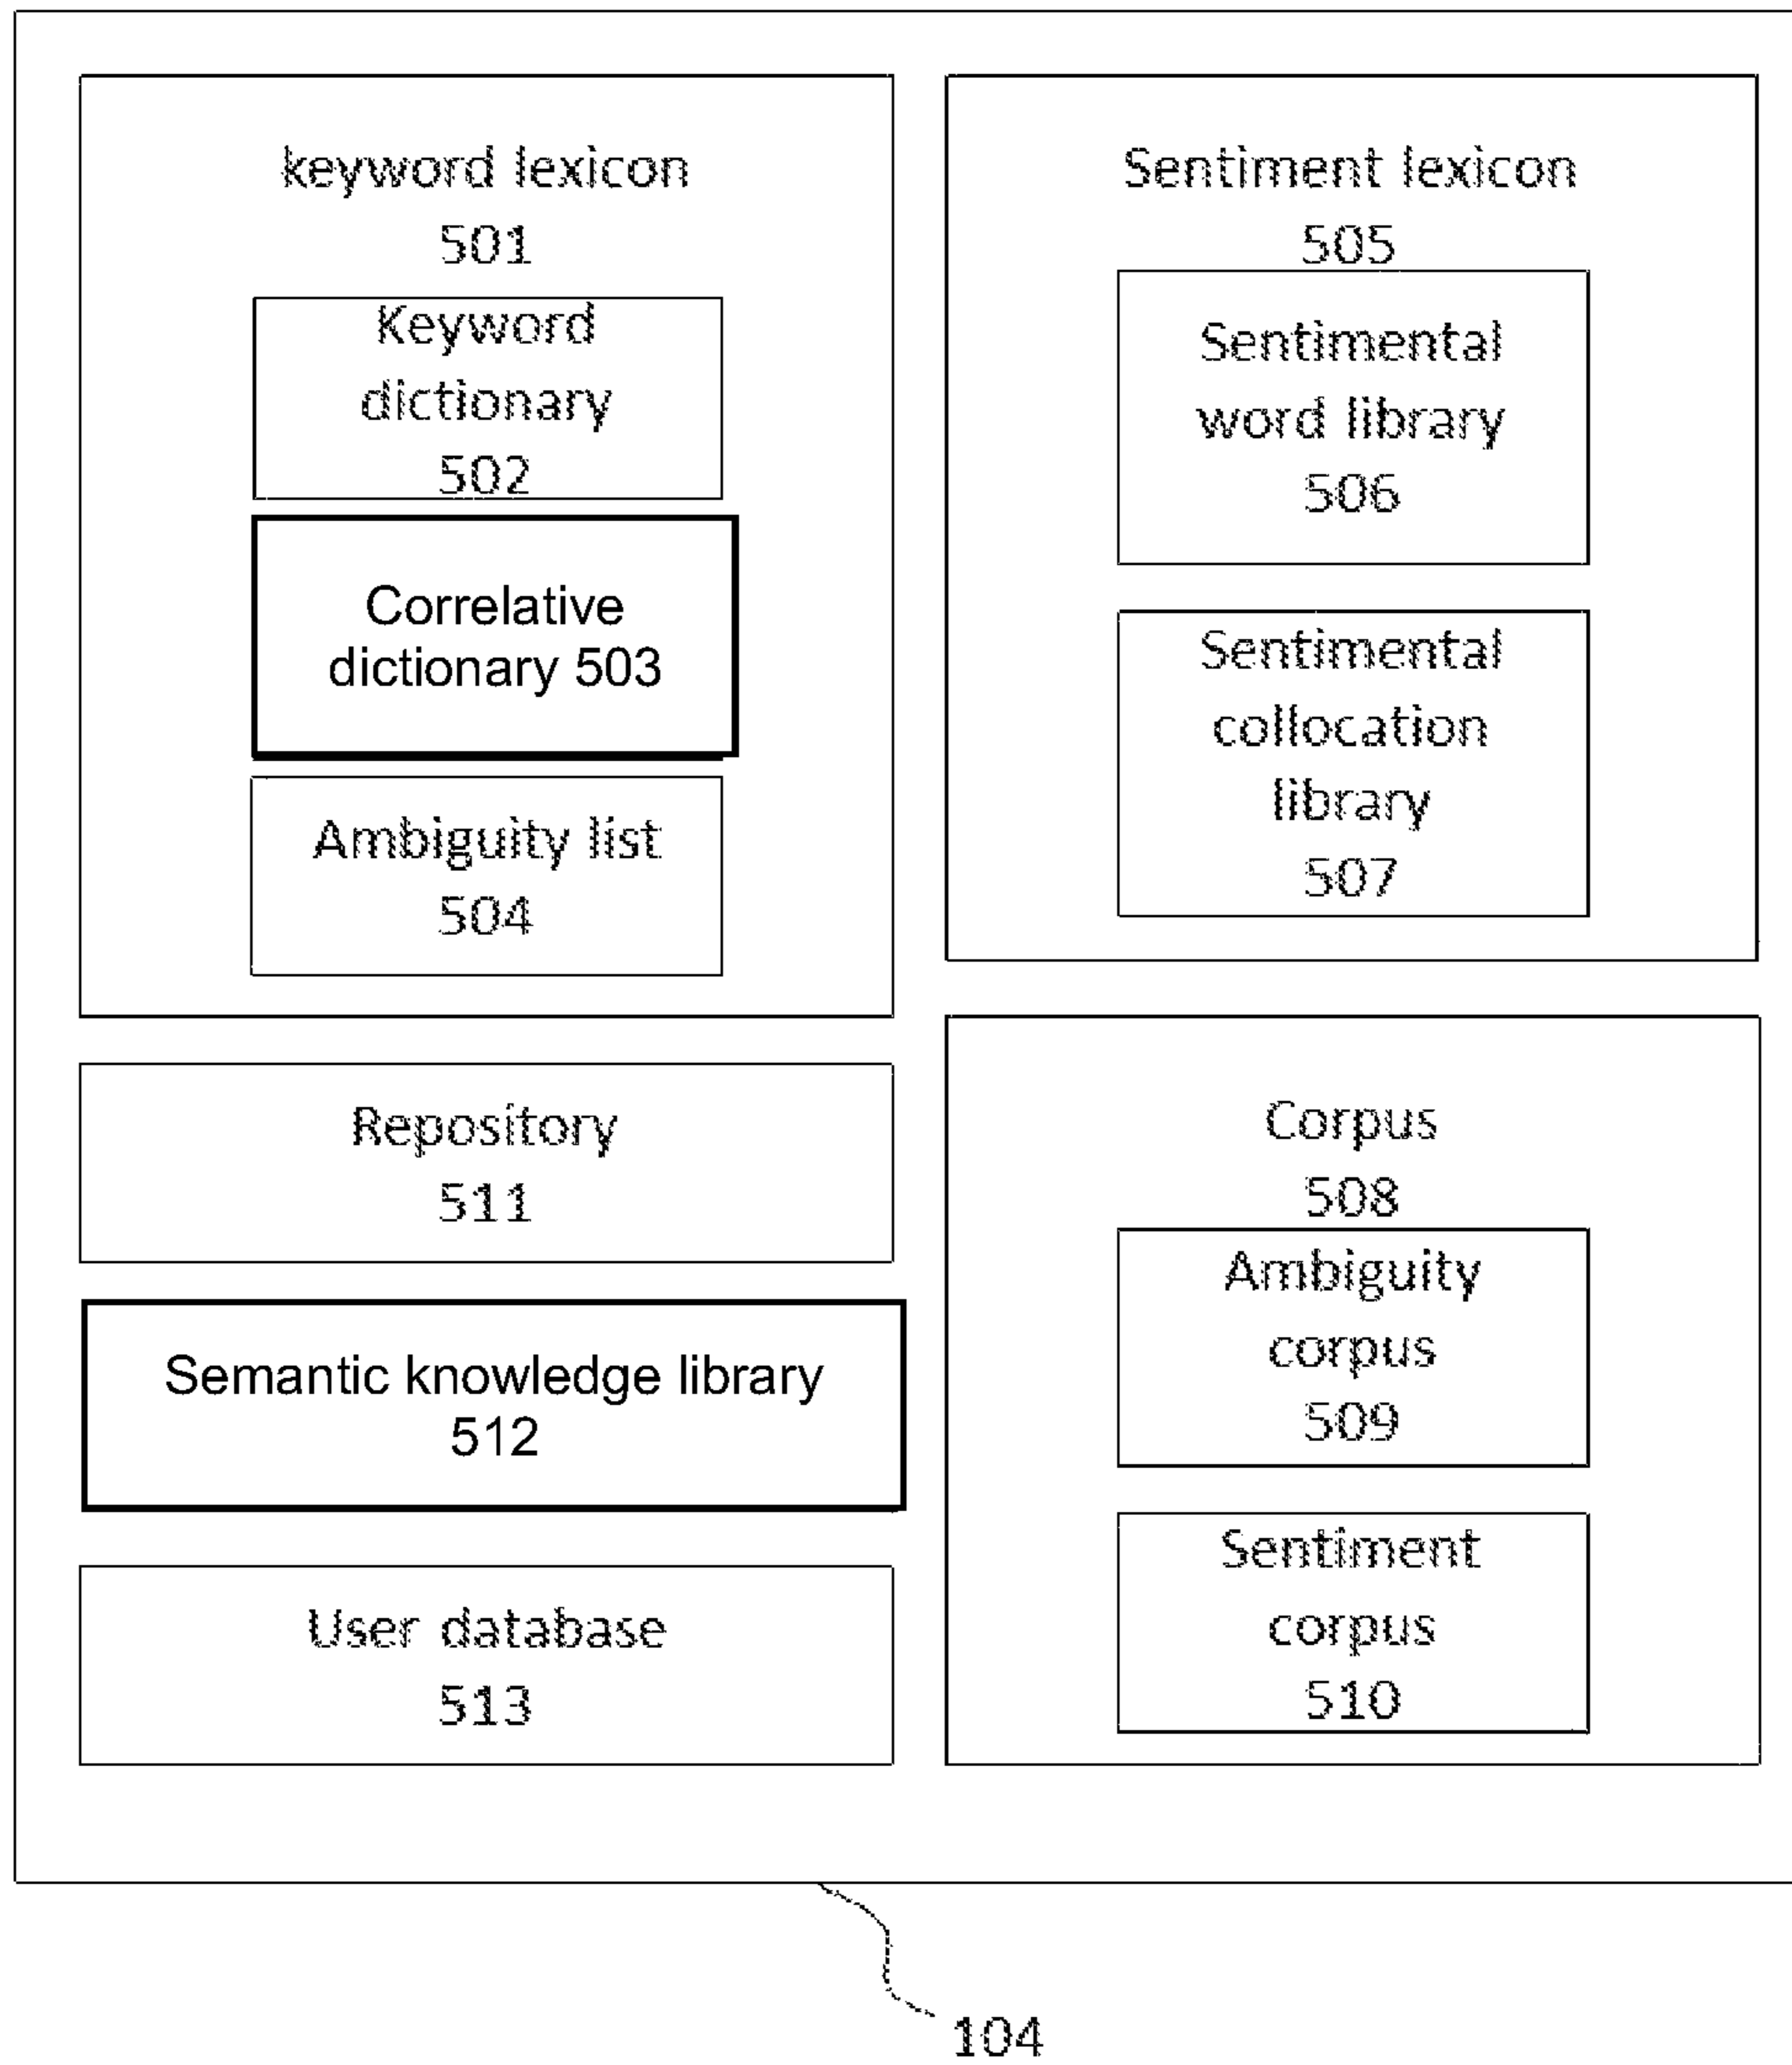 keyword lexicon
501
Keyword
dictionary
502
Correlative
dictionary 503
Ambiguity list
504
Sentiment lexicon
505
Sentimental
word library
506
Sentimental
collocation
library
507
Repository
511
Semantic knowledge library
512
User database
513
Corpus
508
Ambiguity
corpus
509
Sentiment
corpus
510
104